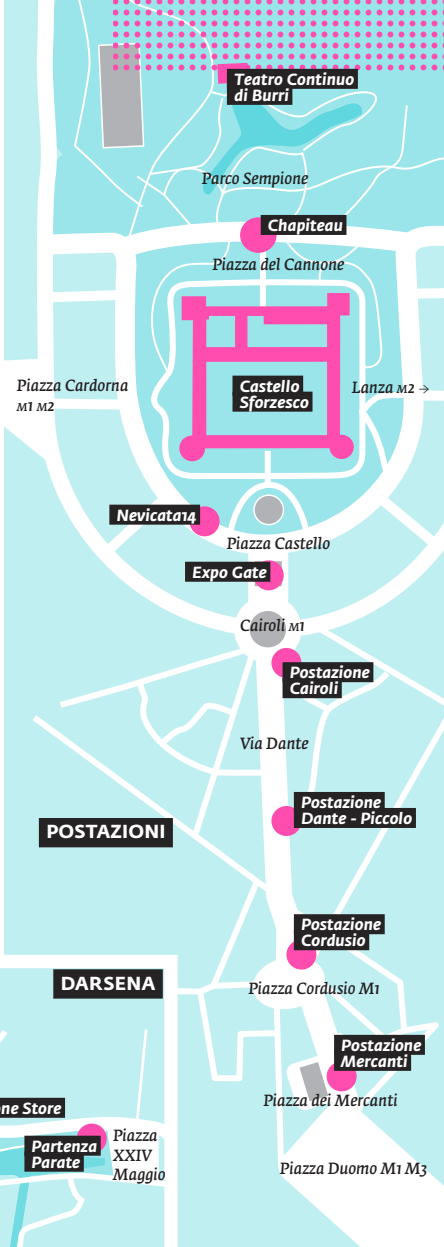 Teatro Continuo
di Burri
Parco Sempione
Chapiteau
Piazza del Cannone
Piazza Cardorna
M1 M2
Castello
Sforzesco
Lanza M2 →
Nevicata14
Piazza Castello
Expo Gate
Cairoli M1
Postazione
Cairoli
Via Dante
Postazione
Dante - Piccolo
POSTAZIONI
Postazione
Cordusio
DARSENA
Piazza Cordusio M1
Postazione
Mercanti
Piazza dei Mercanti
ne Store
Partenza
Parate
Piazza
XXIV
Maggio
Piazza Duomo M1 M3